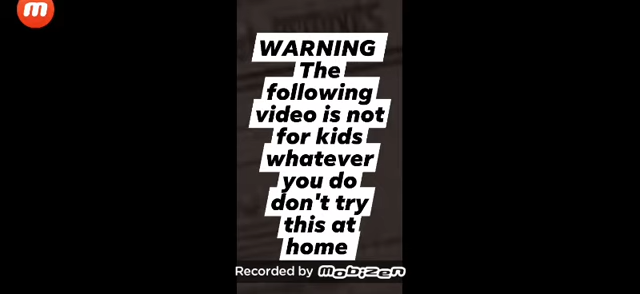 WARNING
The
following
video is not
for kids
whatever
you do
don't try
this at
home
Recorded by Mobizen